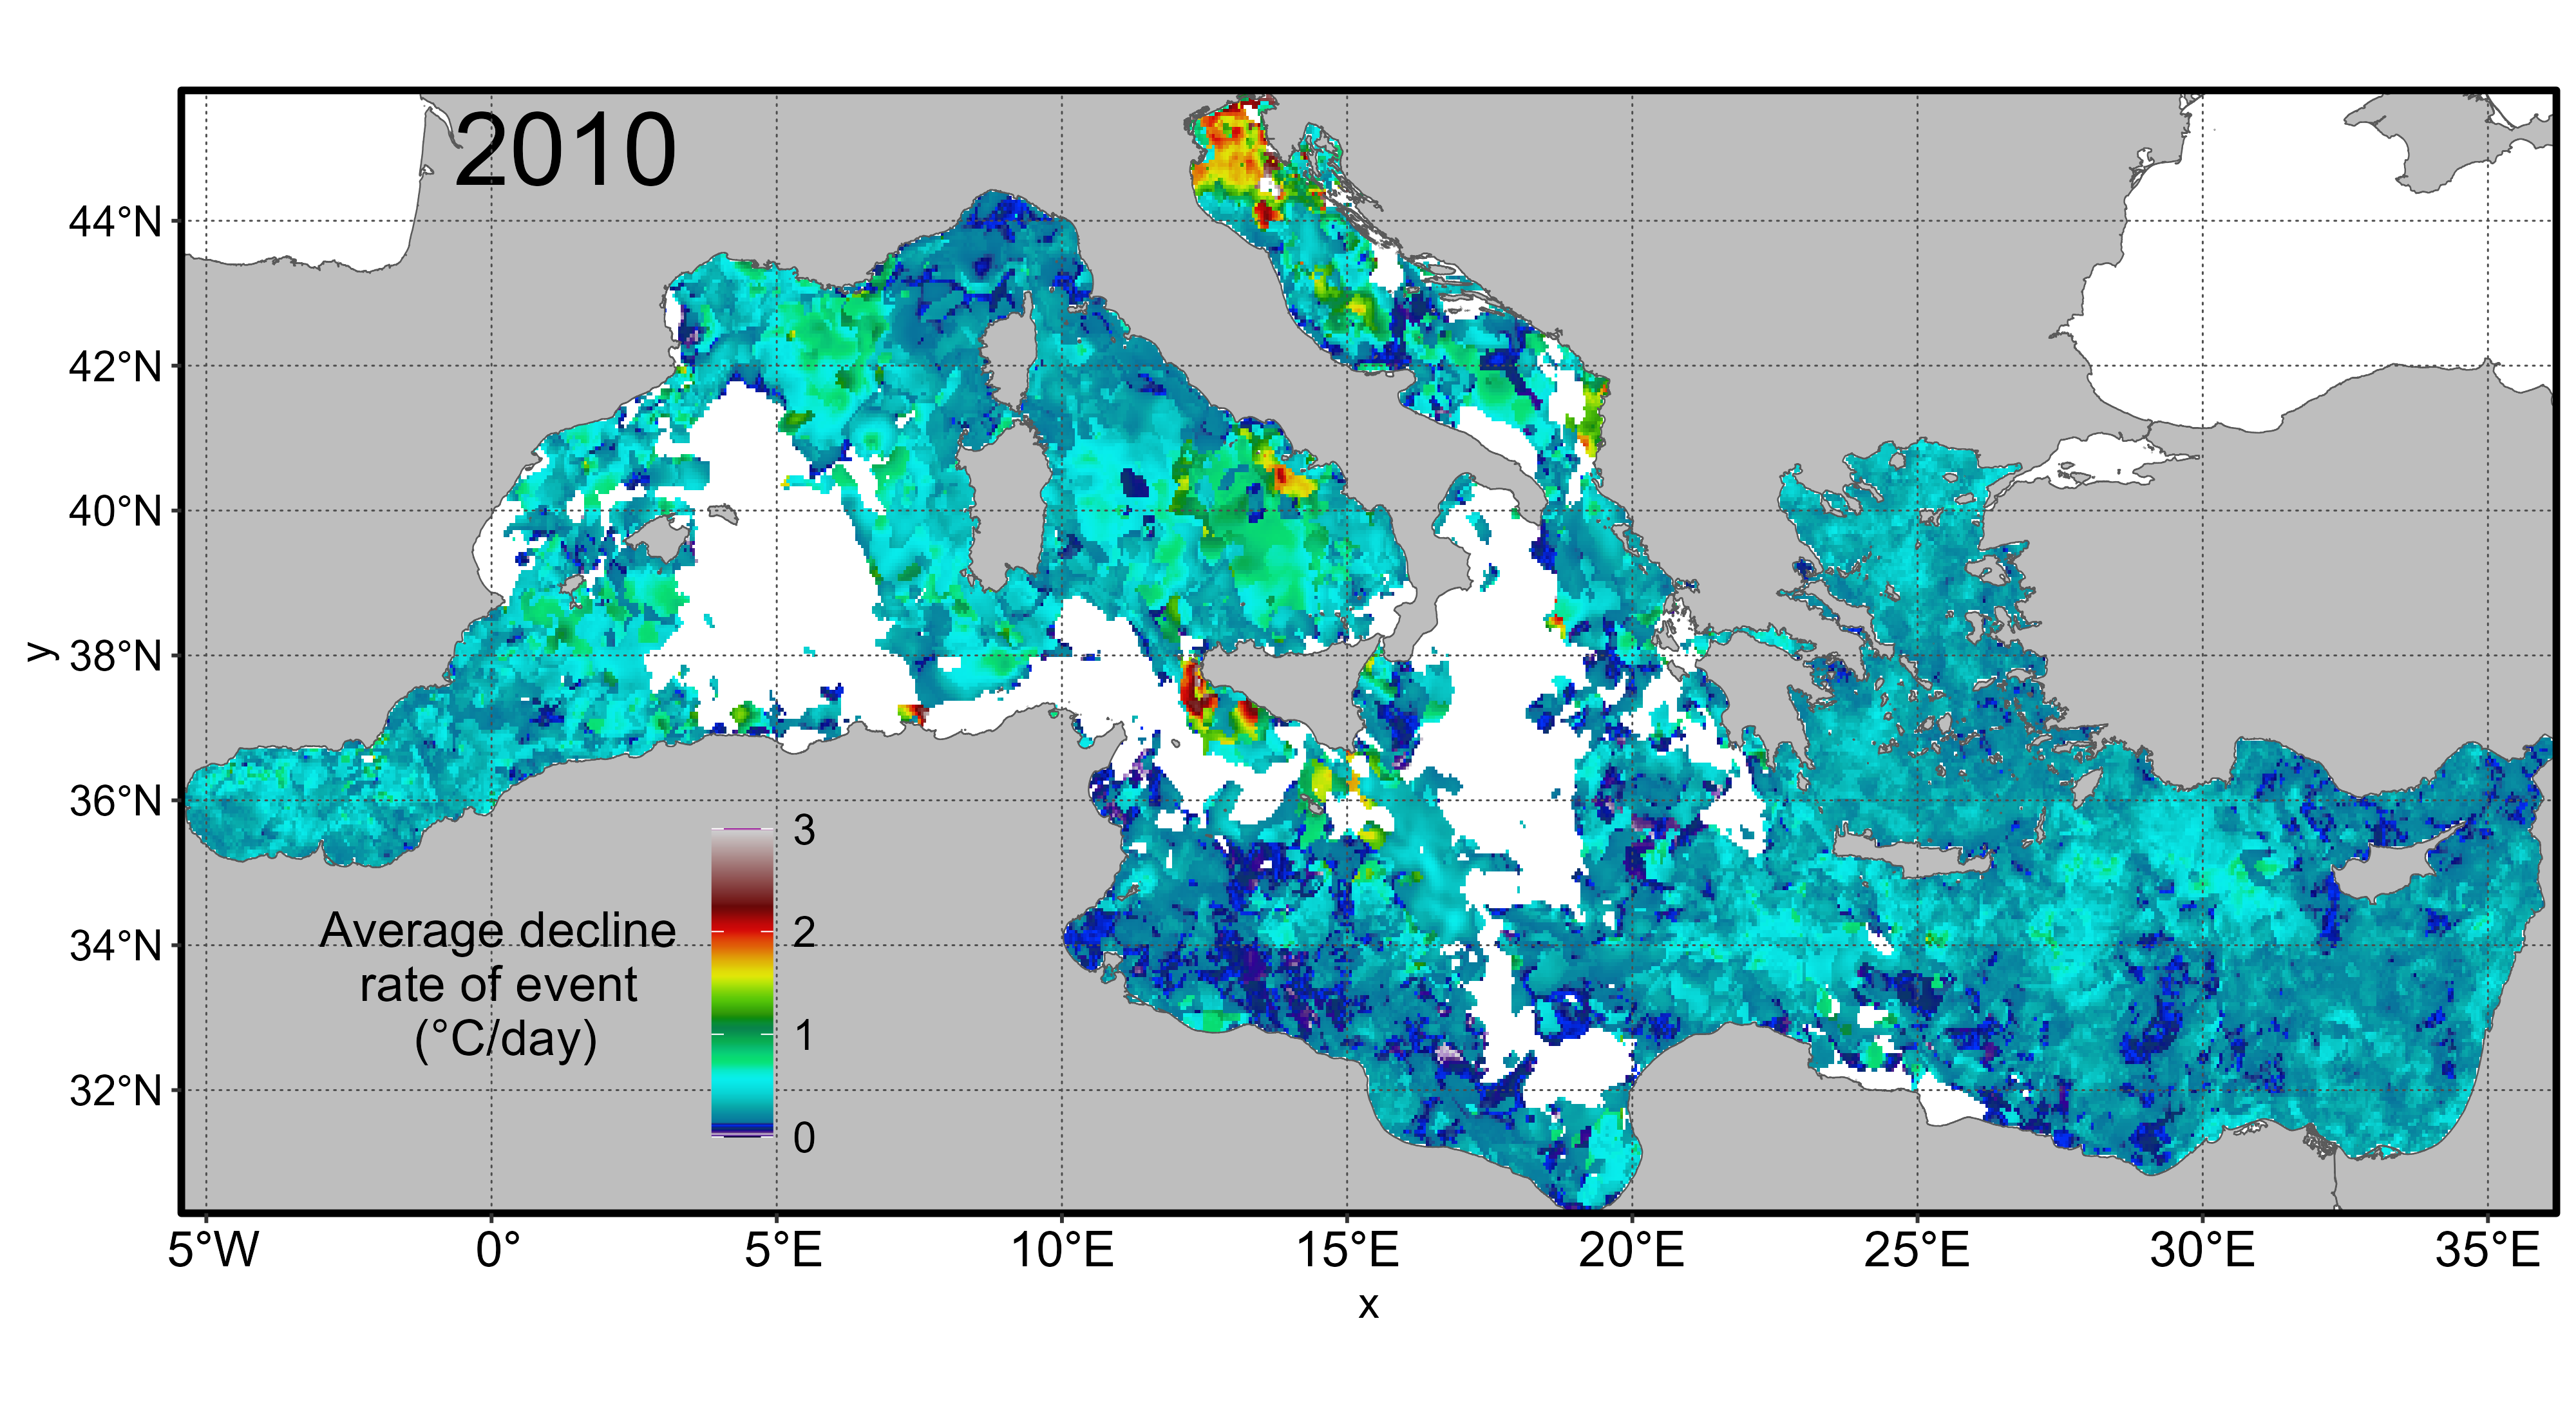 2010
44°N
42°N
40°N
38°N
36°N
34°N
32°N
y
Average decline
rate of event
(°C/day)
3
2
1
0
5°W
0°
5°E
10°E
15°E
20°E
25°E
30°E
35°E
x